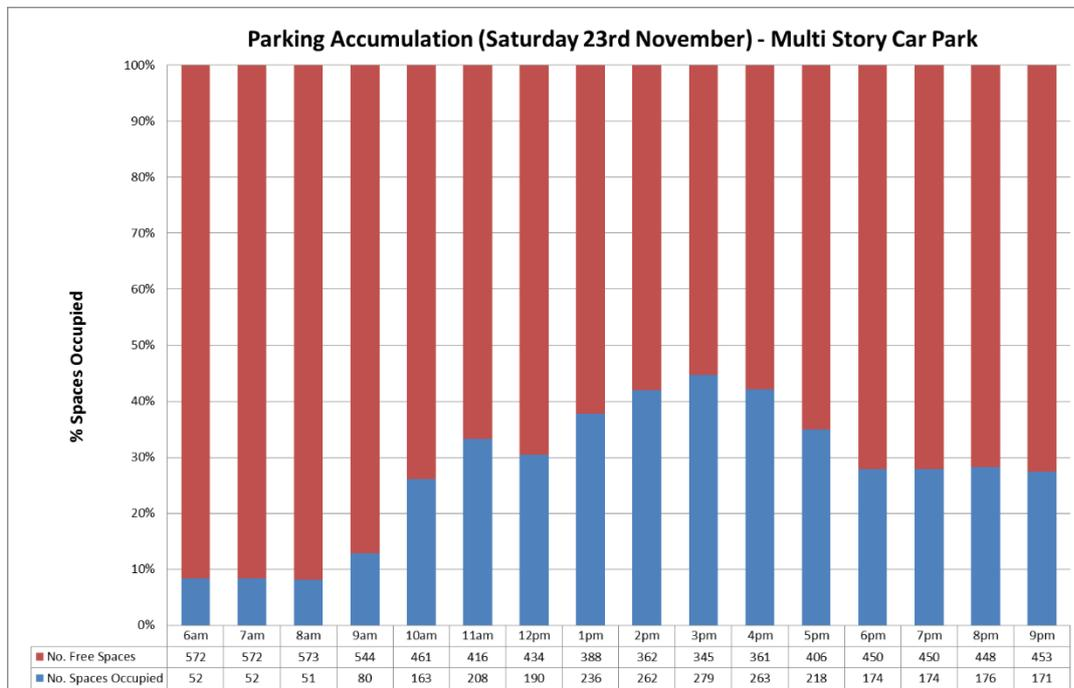 Parking Accumulation (Saturday 23rd November) - Multi Story Car Park
% Spaces Occupied
100%
90%
80%
70%
60%
50%
40%
30%
20%
10%
0%
6am 7am 8am 9am 10am 11am 12pm 1pm 2pm 3pm 4pm 5pm 6pm 7pm 8pm 9pm
No. Free Spaces 572 572 573 544 461 416 434 388 362 345 361 406 450 450 448 453
No. Spaces Occupied 52 52 51 80 163 208 190 236 262 279 263 218 174 174 176 171